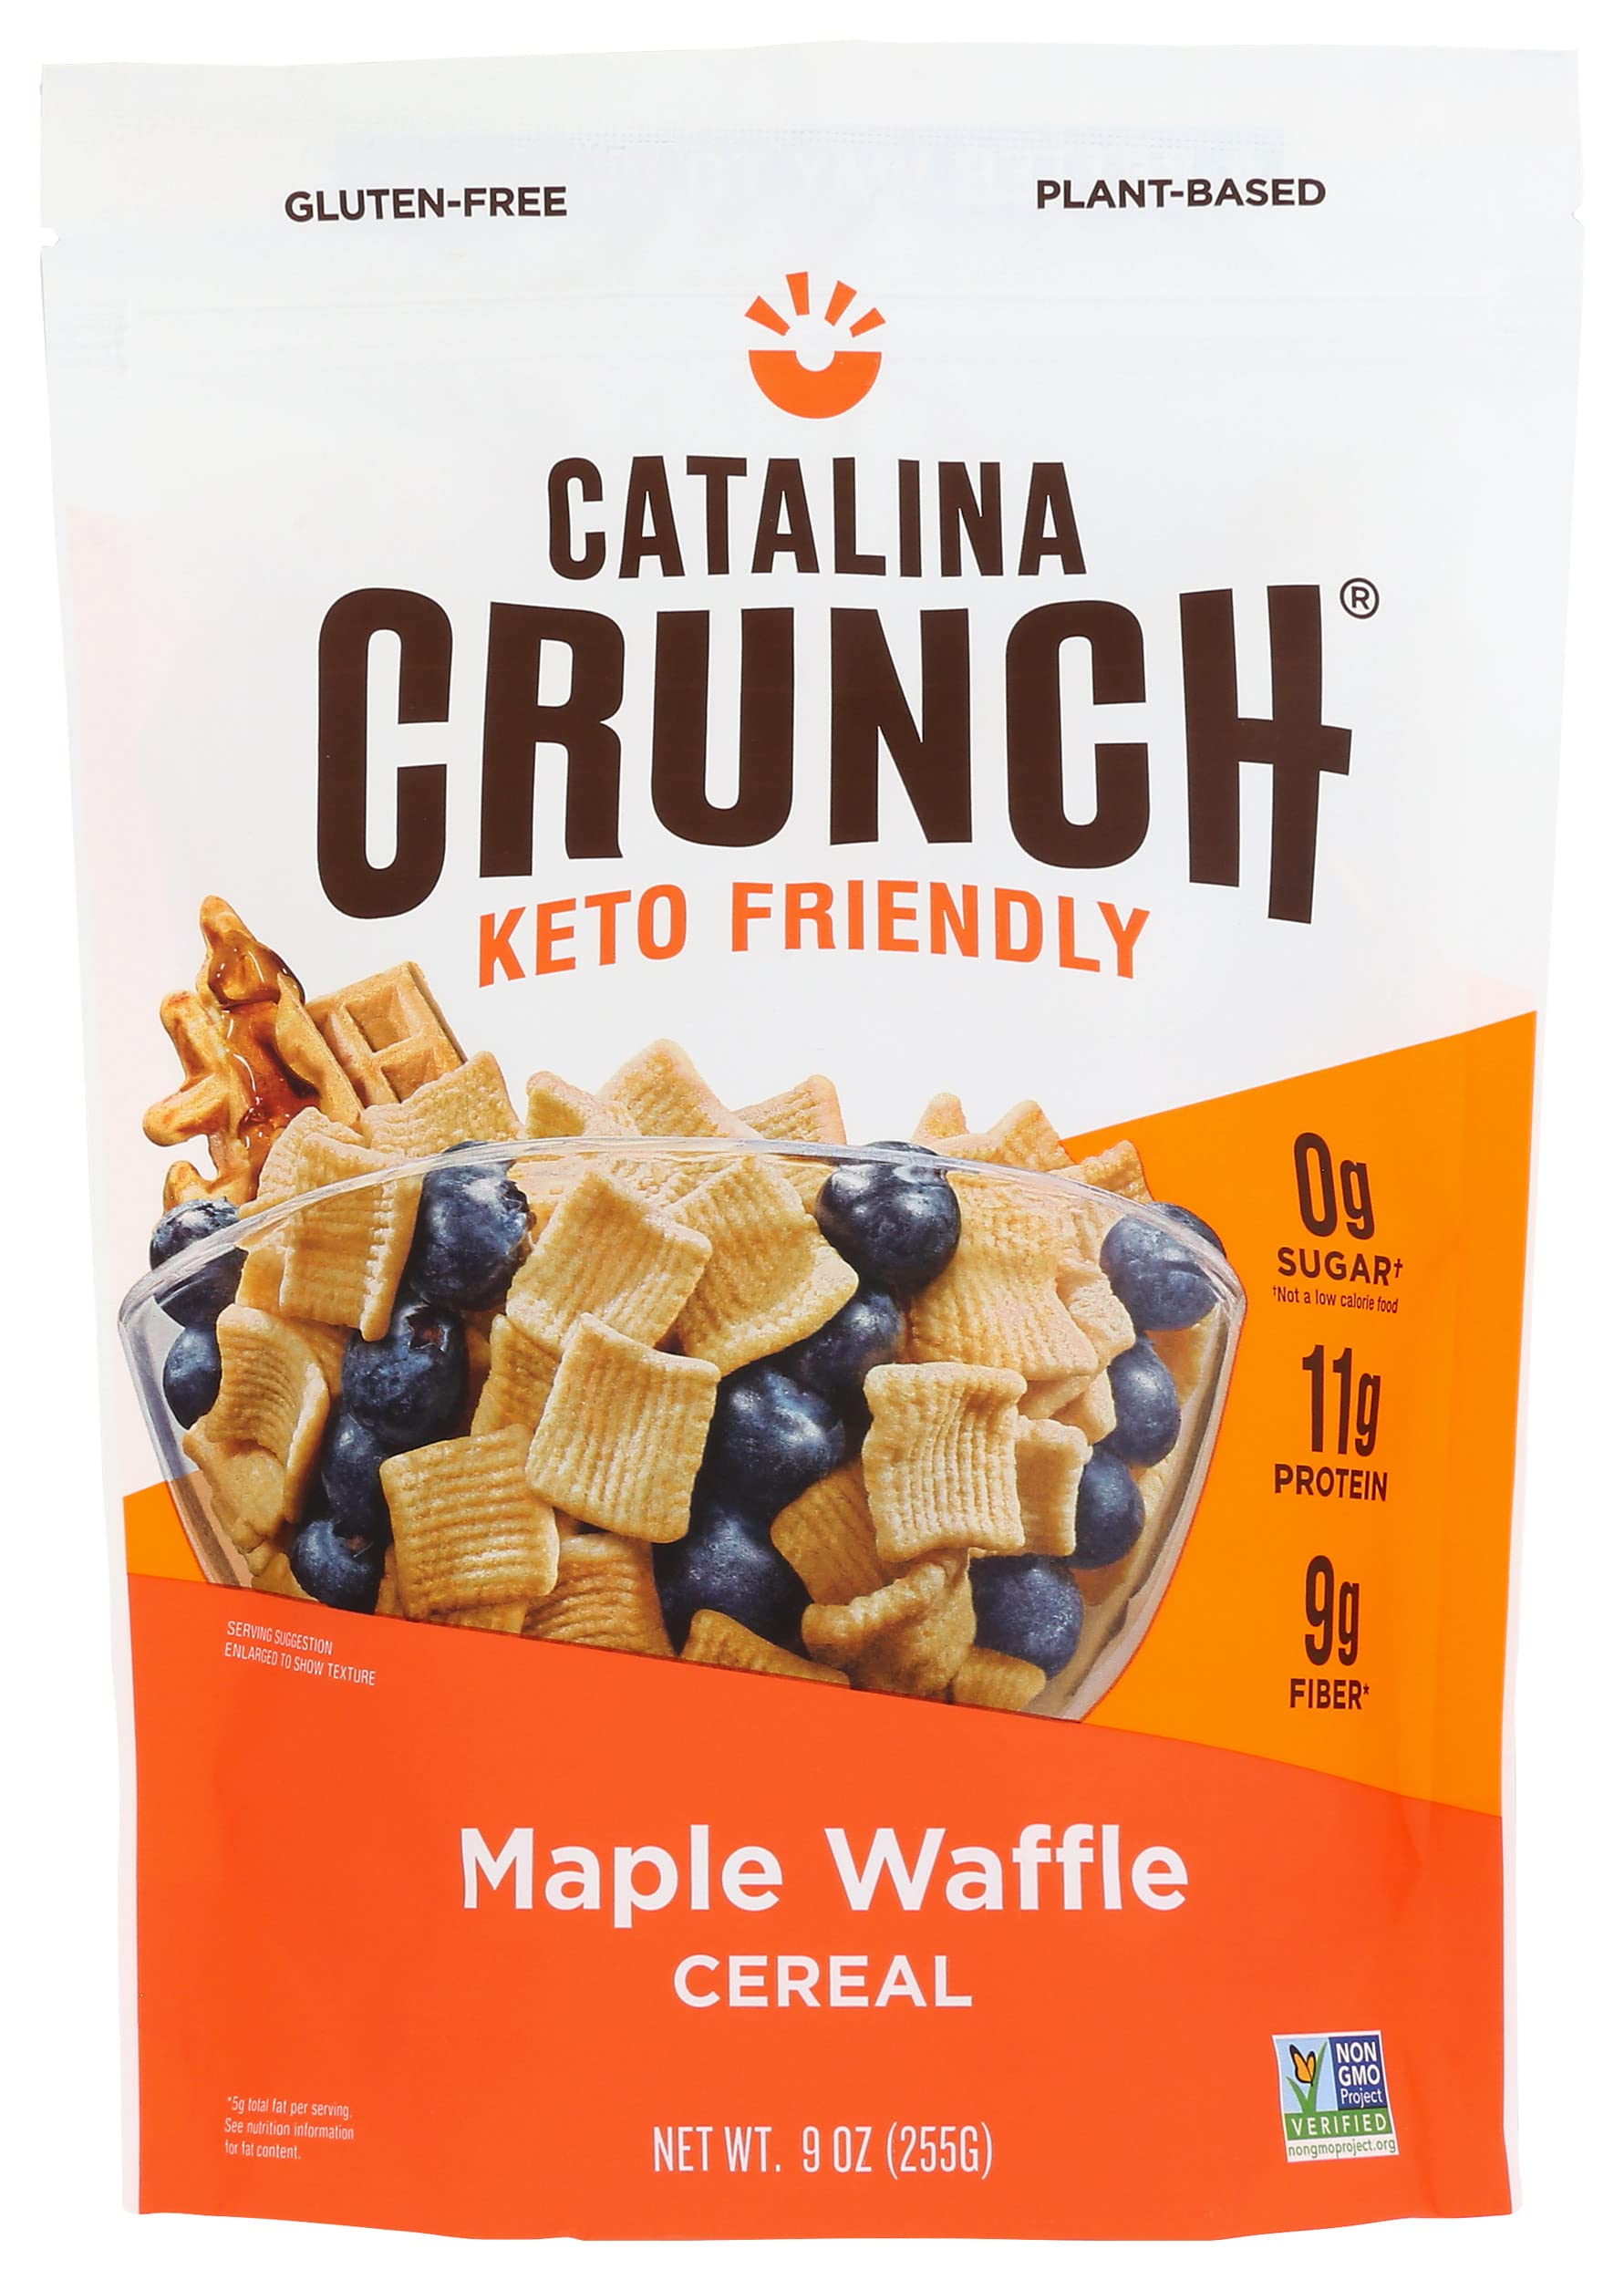 GLUTEN-FREE
PLANT-BASED
CATALINA
CRUNCH®
KETO FRIENDLY
0g
SUGAR†
†Not a low calorie food
11g
PROTEIN
9g
FIBER*
SERVING SUGGESTION
ENLARGED TO SHOW TEXTURE
Maple Waffle
CEREAL
*5g total fat per serving.
See nutrition information
for fat content.
NET WT. 9 OZ (255G)
NON
GMO
Project
VERIFIED
nongmoproject.org